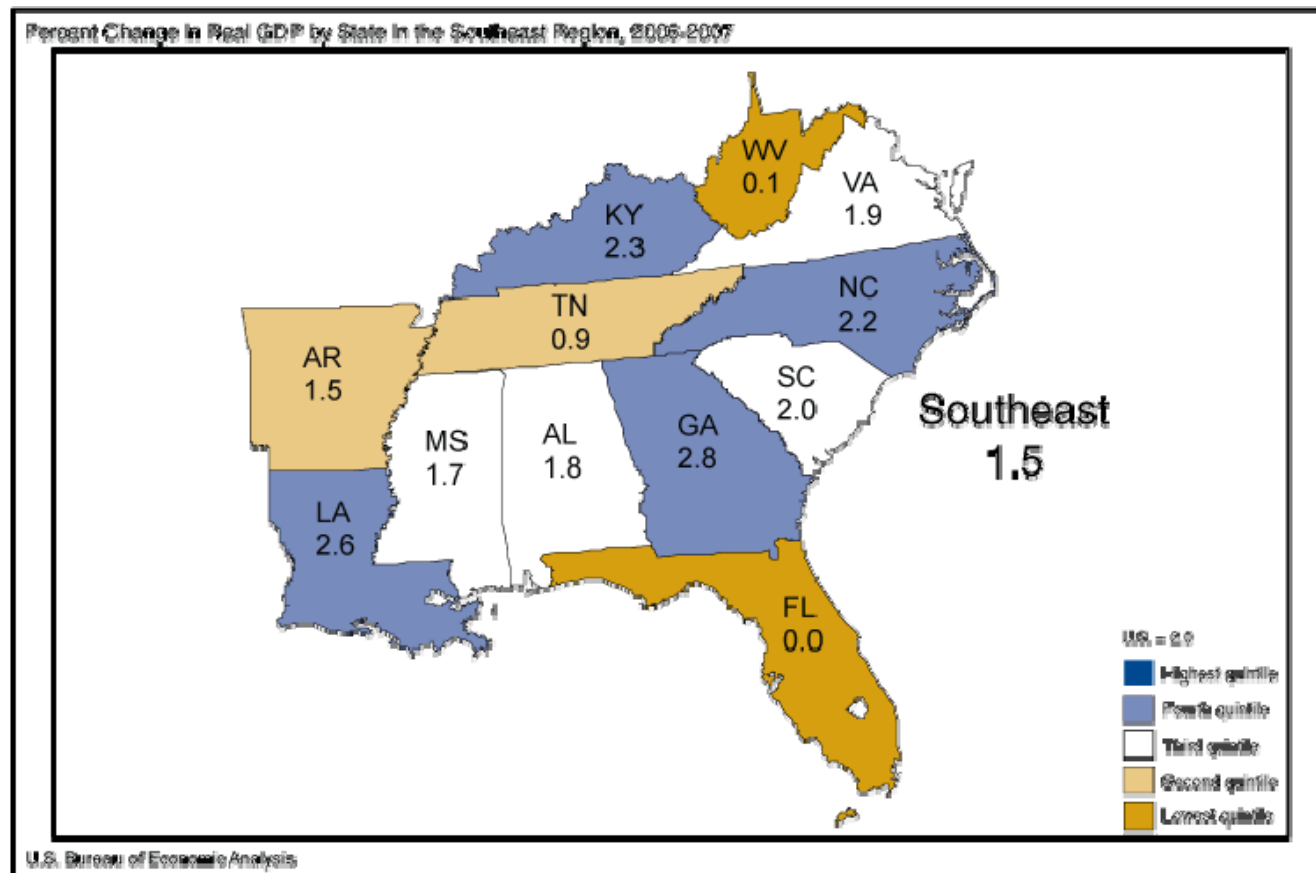 Percent Change in Real GDP by State in the Southeast Region, 2006-2007
WV
0.1
VA
1.9
KY
2.3
NC
2.2
TN
0.9
AR
1.5
SC
2.0
Southeast
1.5
MS
1.7
AL
1.8
GA
2.8
LA
2.6
FL
0.0
U.S. =
Highest quintile
Fourth quintile
Third quintile
Second quintile
Lowest quintile
U.S. Bureau of Economic Analysis